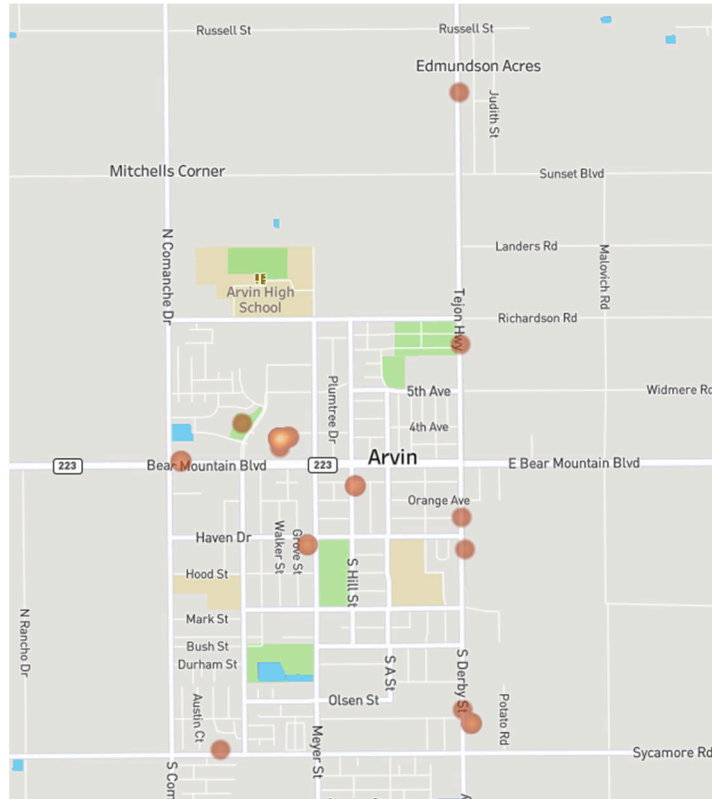 Russell St
Russell St
Edmundson Acres
Judith St
Mitchells Corner
Sunset Blvd
N Comanche Dr
Landers Rd
Malovich Rd
Arvin High
School
Tejon Hwy
Richardson Rd
Plumtree Dr
5th Ave
Widmere Rd
4th Ave
Arvin
223
Bear Mountain Blvd
223
E Bear Mountain Blvd
Orange Ave
Haven Dr
Walker St
Grove St
S Hill St
Hood St
N Rancho Dr
Mark St
Bush St
Durham St
S A St
S Derby St
Austin Ct
Olsen St
Potato Rd
Meyer St
Sycamore Rd
S Com